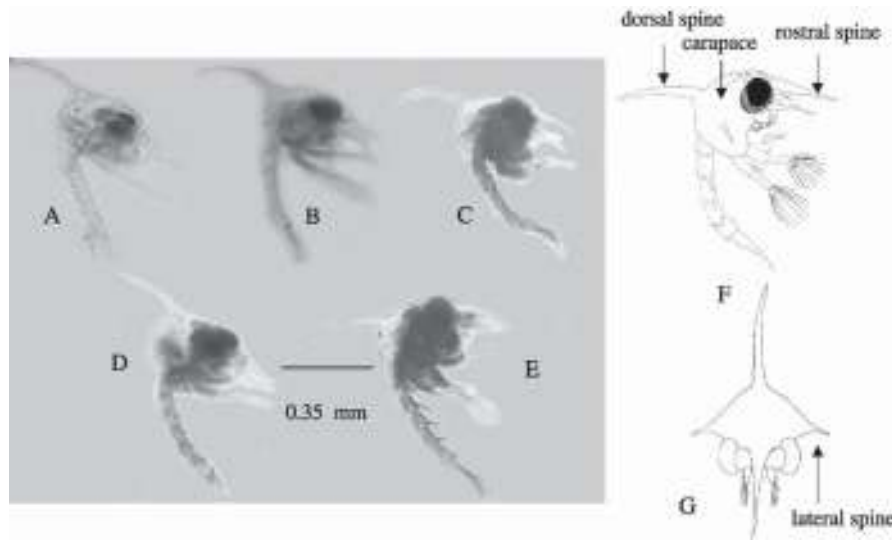 dorsal spine
carapace
rostral spine
A
B
C
F
D
E
0.35 mm
G
lateral spine